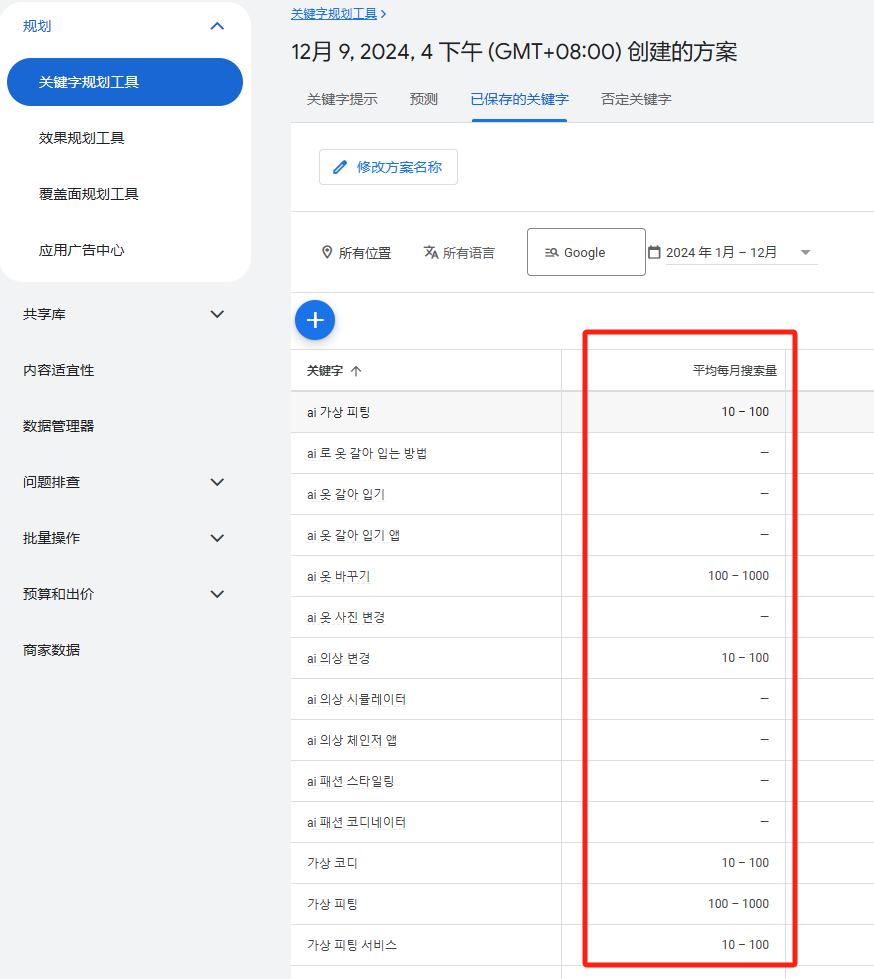 规划
关键字规划工具
效果规划工具
覆盖面规划工具
应用广告中心
共享库
内容适宜性
数据管理器
问题排查
批量操作
预算和出价
商家数据
关键字规划工具
12月 9, 2024, 4 下午 (GMT+08:00) 创建的方案
关键字提示 预测 已保存的关键字 否定关键字
修改方案名称
所有位置 所有语言 Google 2024 年 1月 – 12月
关键字 平均每月搜索量
ai 가상 피팅 10 – 100
ai 로 옷 갈아 입는 방법 –
ai 옷 갈아 입기 –
ai 옷 갈아 입기 앱 –
ai 옷 바꾸기 100 – 1000
ai 옷 사진 변경 –
ai 의상 변경 10 – 100
ai 의상 시뮬레이터 –
ai 의상 체인저 앱 –
ai 패션 스타일링 –
ai 패션 코디네이터 –
가상 코디 10 – 100
가상 피팅 100 – 1000
가상 피팅 서비스 10 – 100